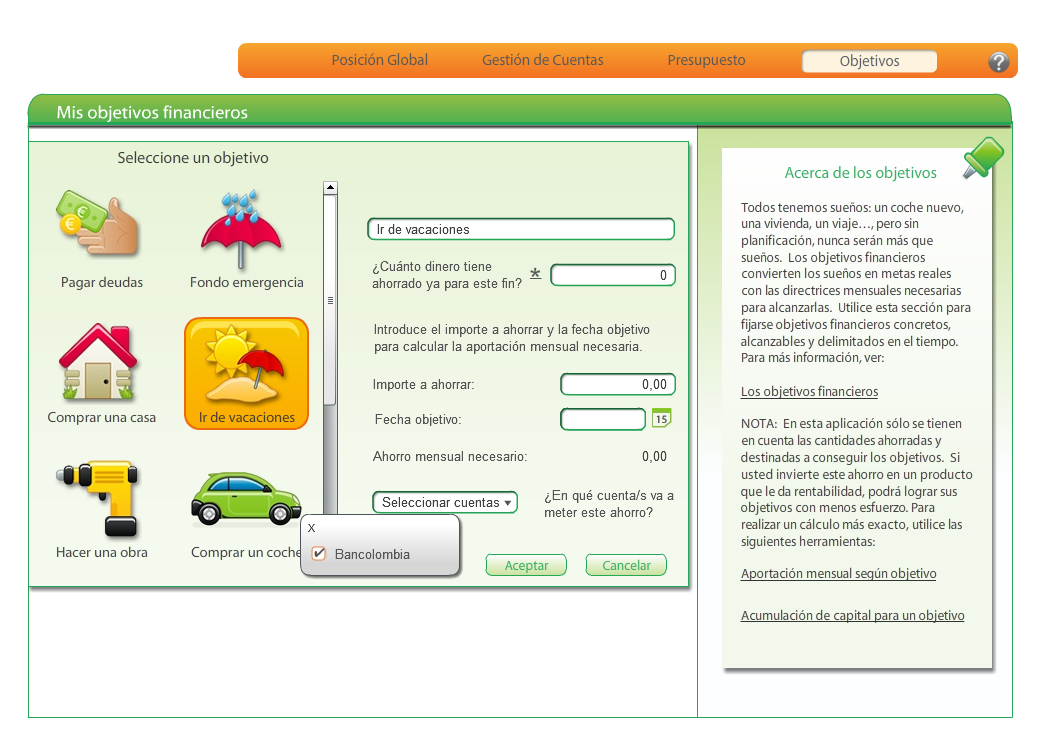 Posición Global
Gestión de Cuentas
Presupuesto
Objetivos
?
Mis objetivos financieros
Seleccione un objetivo
Pagar deudas
Fondo emergencia
Comprar una casa
Ir de vacaciones
Hacer una obra
Comprar un coche
Ir de vacaciones
¿Cuánto dinero tiene
ahorrado ya para este fin?
*
0
Introduce el importe a ahorrar y la fecha objetivo
para calcular la aportación mensual necesaria.
Importe a ahorrar:
0,00
Fecha objetivo:
15
Ahorro mensual necesario:
0,00
Seleccionar cuentas
¿En qué cuenta/s va a
meter este ahorro?
X
Bancolombia
Aceptar
Cancelar
Acerca de los objetivos
Todos tenemos sueños: un coche nuevo,
una vivienda, un viaje…, pero sin
planificación, nunca serán más que
sueños. Los objetivos financieros
convierten los sueños en metas reales
con las directrices mensuales necesarias
para alcanzarlas. Utilice esta sección para
fijarse objetivos financieros concretos,
alcanzables y delimitados en el tiempo.
Para más información, ver:
Los objetivos financieros
NOTA: En esta aplicación sólo se tienen
en cuenta las cantidades ahorradas y
destinadas a conseguir los objetivos. Si
usted invierte este ahorro en un producto
que le da rentabilidad, podrá lograr sus
objetivos con menos esfuerzo. Para
realizar un cálculo más exacto, utilice las
siguientes herramientas:
Aportación mensual según objetivo
Acumulación de capital para un objetivo